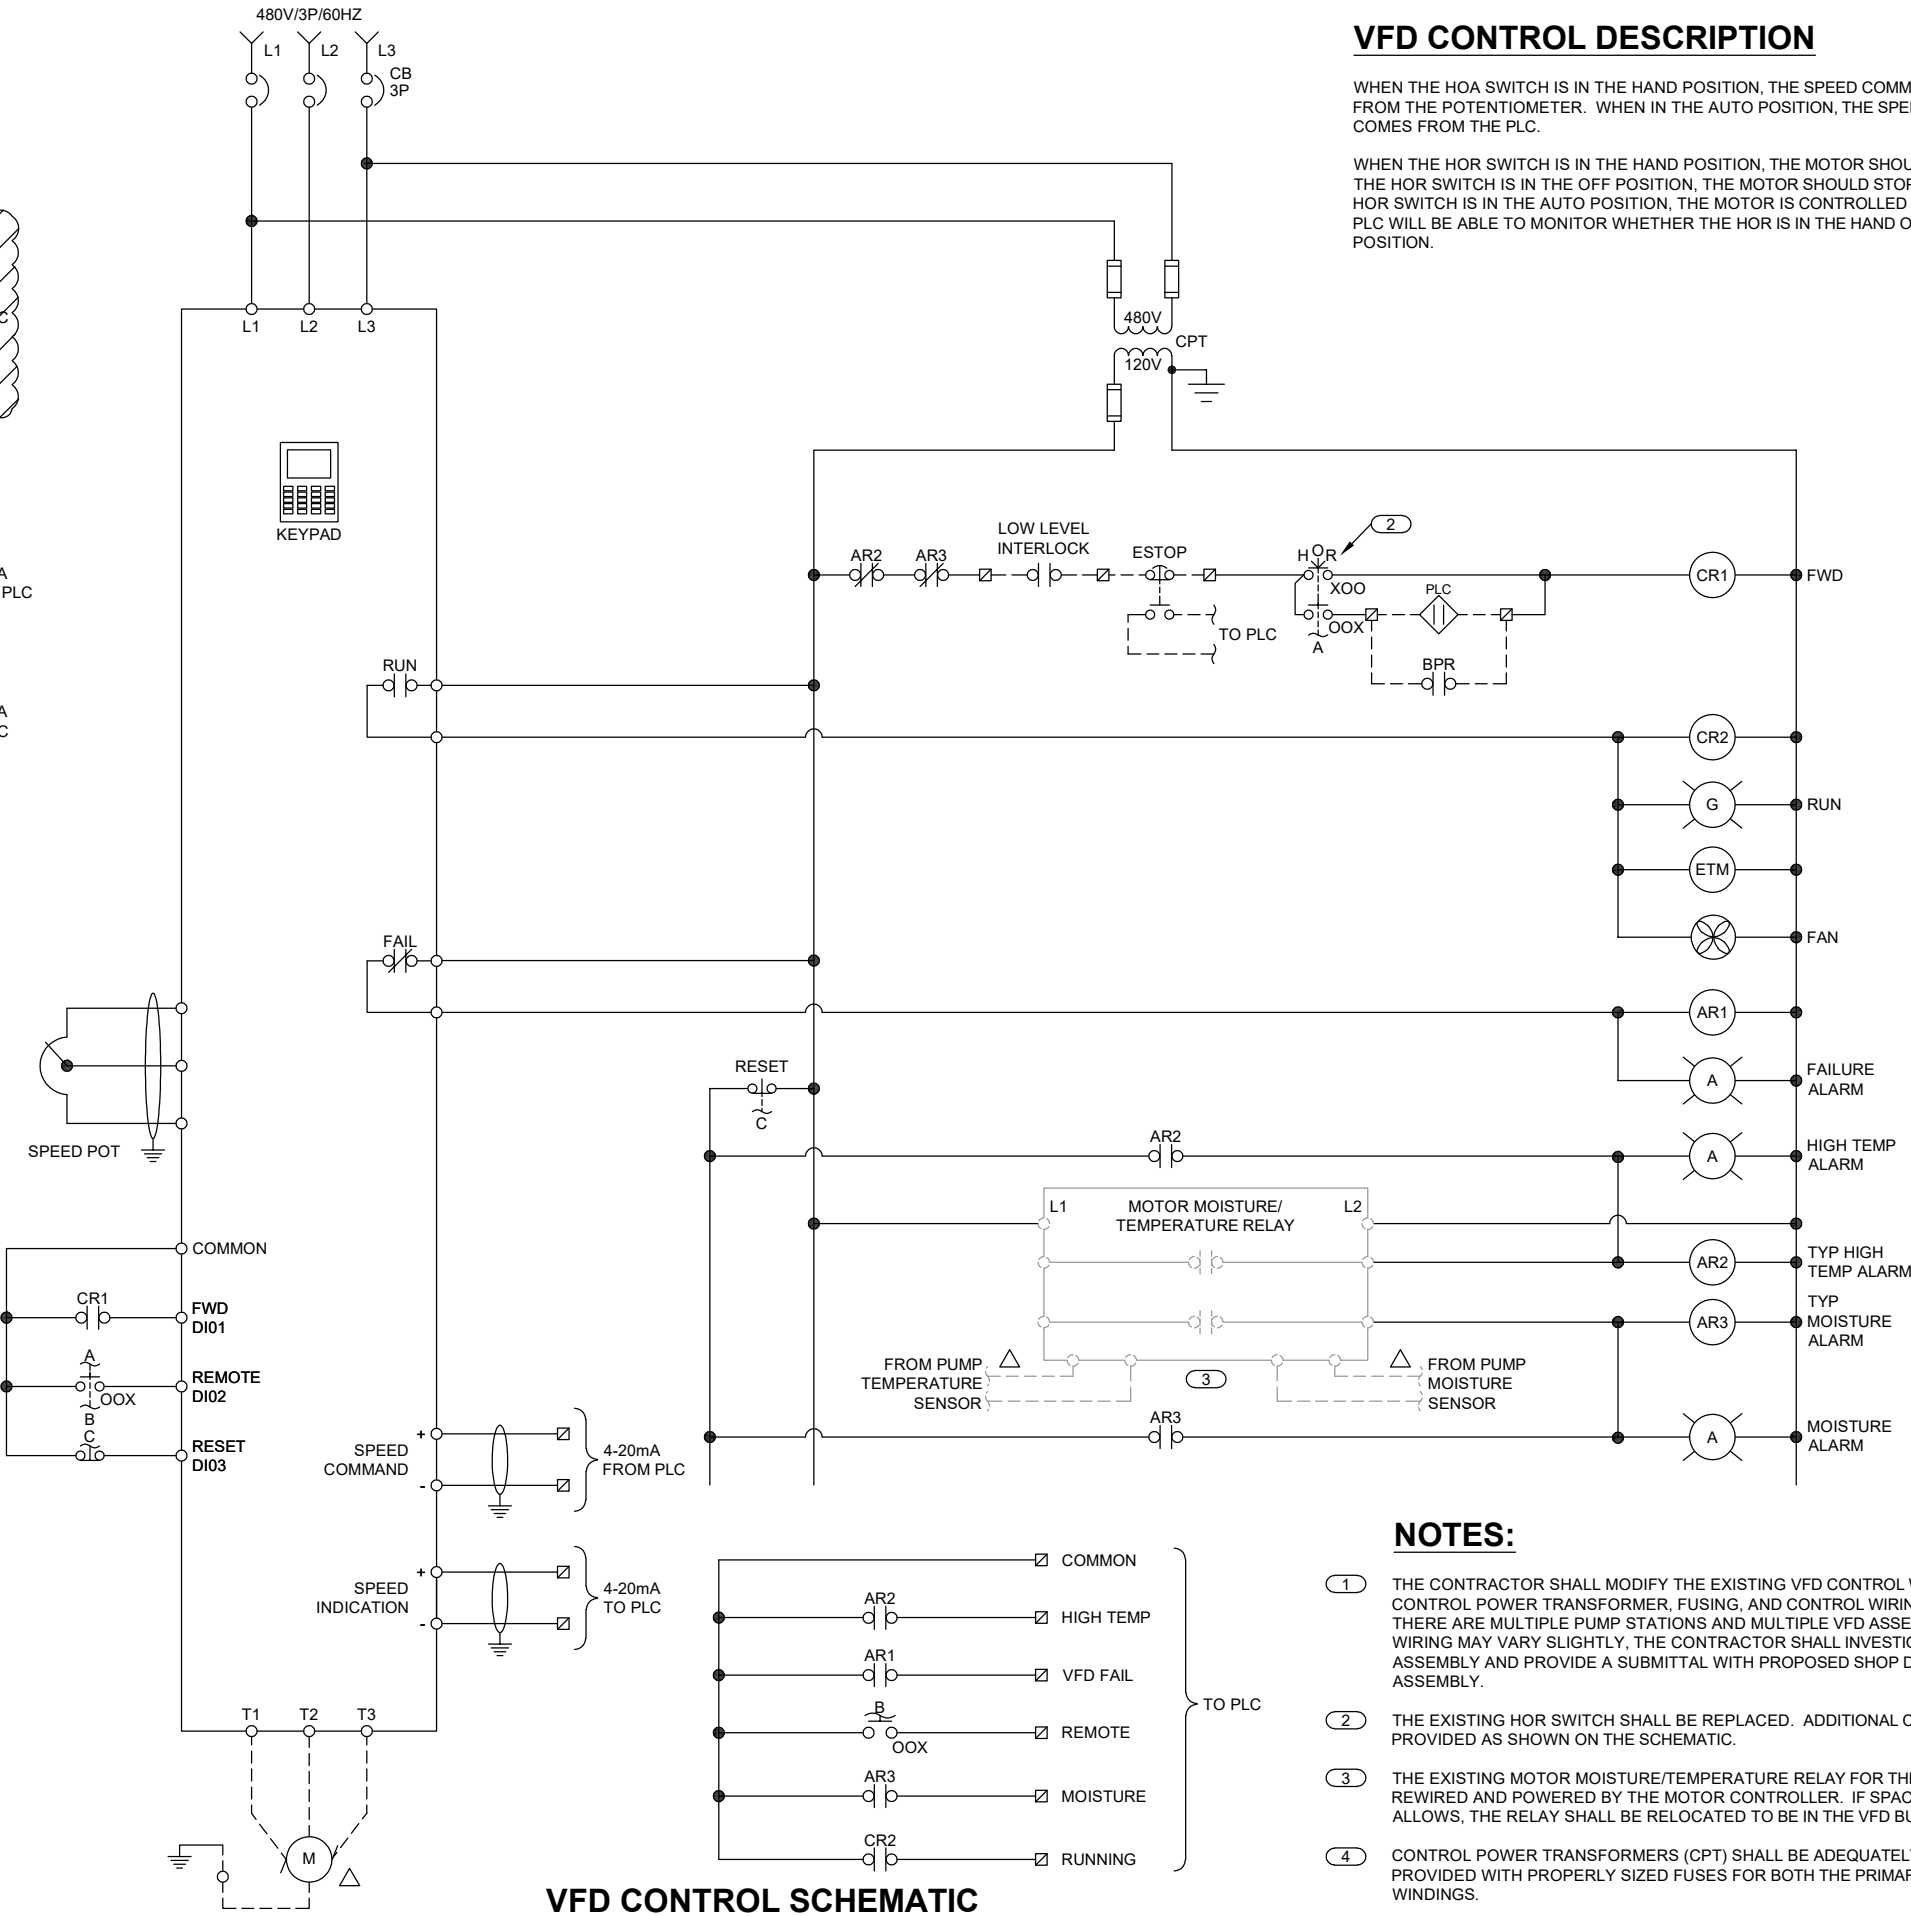 480V/3P/60HZ
L1
L2
L3
CB
3P
VFD CONTROL DESCRIPTION
WHEN THE HOA SWITCH IS IN THE HAND POSITION, THE SPEED COMM
FROM THE POTENTIOMETER. WHEN IN THE AUTO POSITION, THE SPE
COMES FROM THE PLC.
WHEN THE HOR SWITCH IS IN THE HAND POSITION, THE MOTOR SHOU
THE HOR SWITCH IS IN THE OFF POSITION, THE MOTOR SHOULD STO
HOR SWITCH IS IN THE AUTO POSITION, THE MOTOR IS CONTROLLED
PLC WILL BE ABLE TO MONITOR WHETHER THE HOR IS IN THE HAND O
POSITION.
C
L1
L2
L3
480V
CPT
120V
KEYPAD
A
PLC
A
C
AR2
AR3
LOW LEVEL
INTERLOCK
ESTOP
TO PLC
H O R
2
XOO
OOX
A
PLC
BPR
CR1
FWD
RUN
CR2
G
RUN
ETM
FAN
FAIL
AR1
A
FAILURE
ALARM
RESET
C
SPEED POT
AR2
A
HIGH TEMP
ALARM
L1
MOTOR MOISTURE/
TEMPERATURE RELAY
L2
AR2
TYP HIGH
TEMP ALARM
AR3
TYP
MOISTURE
ALARM
FROM PUMP
TEMPERATURE
SENSOR
3
FROM PUMP
MOISTURE
SENSOR
AR3
A
MOISTURE
ALARM
COMMON
CR1
FWD
DI01
A
OOX
B
REMOTE
DI02
C
RESET
DI03
SPEED
COMMAND
+
-
4-20mA
FROM PLC
SPEED
INDICATION
+
-
4-20mA
TO PLC
T1
T2
T3
M
COMMON
AR2
HIGH TEMP
AR1
VFD FAIL
B
OOX
REMOTE
AR3
MOISTURE
CR2
RUNNING
TO PLC
VFD CONTROL SCHEMATIC
NOTES:
1 THE CONTRACTOR SHALL MODIFY THE EXISTING VFD CONTROL
CONTROL POWER TRANSFORMER, FUSING, AND CONTROL WIRIN
THERE ARE MULTIPLE PUMP STATIONS AND MULTIPLE VFD ASSE
WIRING MAY VARY SLIGHTLY, THE CONTRACTOR SHALL INVESTI
ASSEMBLY AND PROVIDE A SUBMITTAL WITH PROPOSED SHOP D
ASSEMBLY.
2 THE EXISTING HOR SWITCH SHALL BE REPLACED. ADDITIONAL C
PROVIDED AS SHOWN ON THE SCHEMATIC.
3 THE EXISTING MOTOR MOISTURE/TEMPERATURE RELAY FOR TH
REWIRED AND POWERED BY THE MOTOR CONTROLLER. IF SPAC
ALLOWS, THE RELAY SHALL BE RELOCATED TO BE IN THE VFD BU
4 CONTROL POWER TRANSFORMERS (CPT) SHALL BE ADEQUATEL
PROVIDED WITH PROPERLY SIZED FUSES FOR BOTH THE PRIMA
WINDINGS.